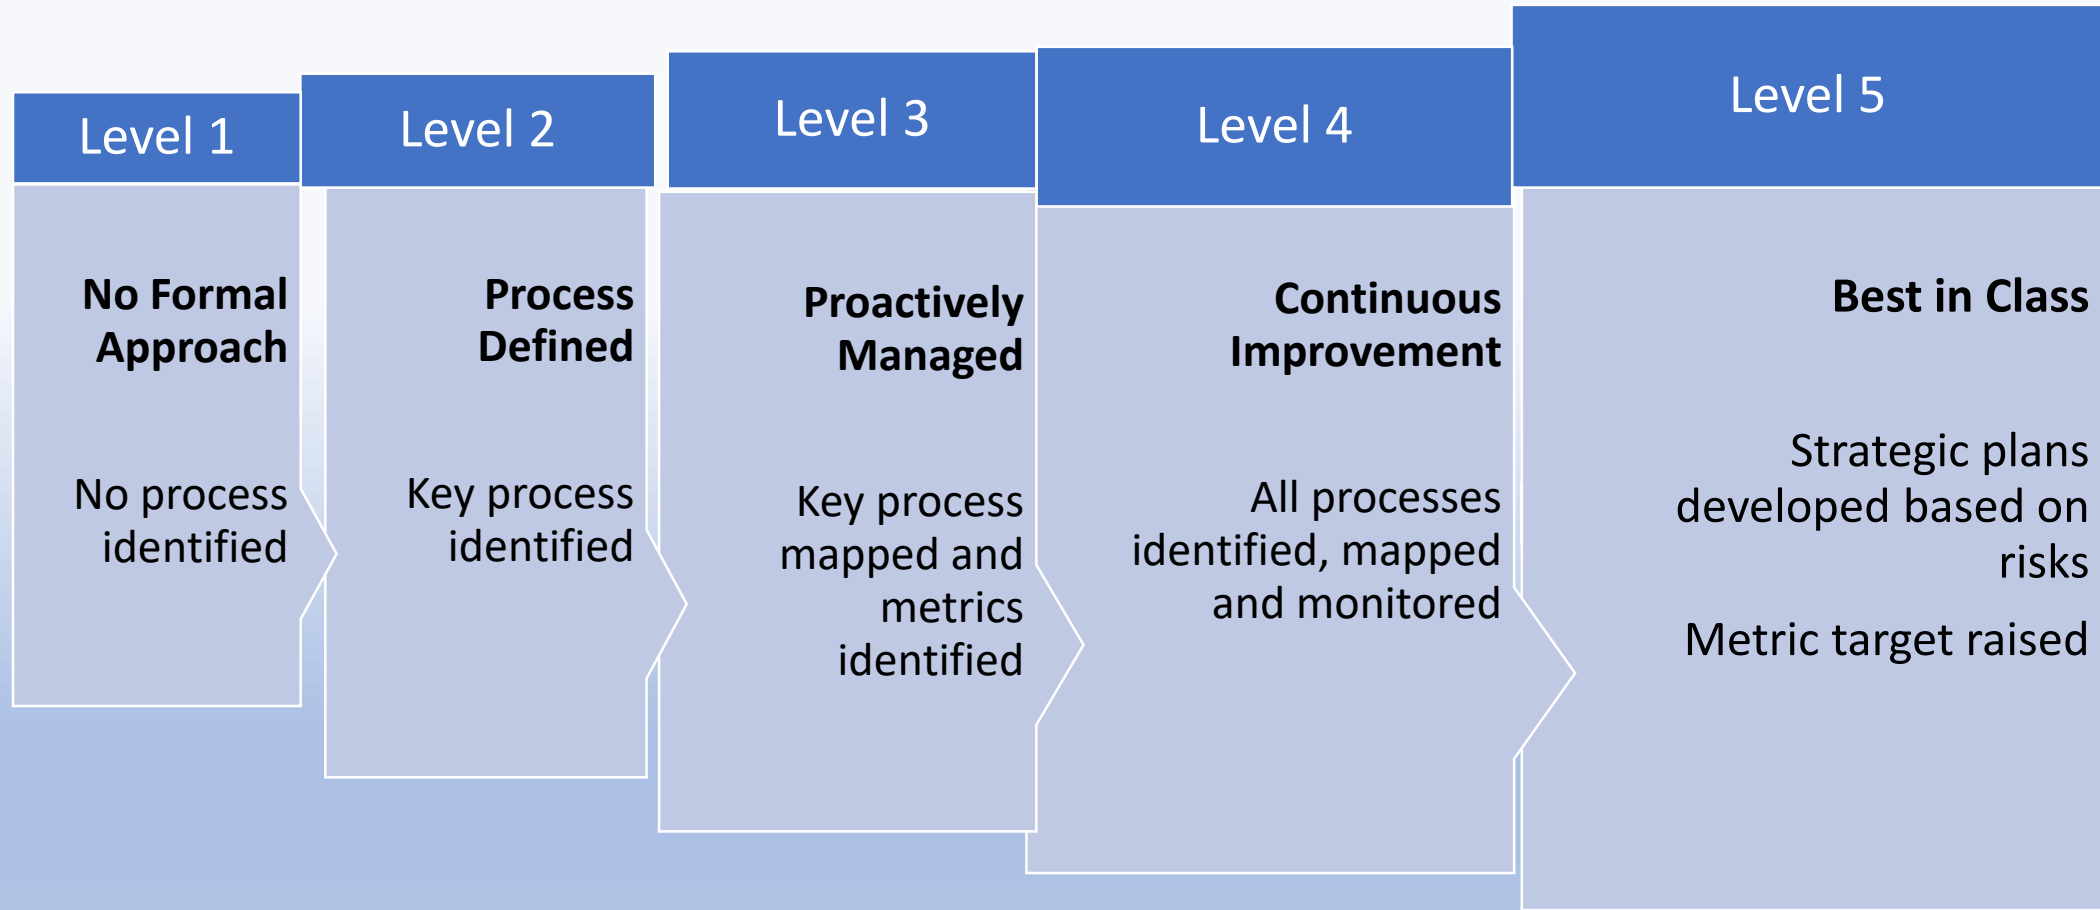 Level 1
No Formal
Approach
No process
identified
Level 2
Process
Defined
Key process
identified
Level 3
Proactively
Managed
Key process
mapped and
metrics
identified
Level 4
Continuous
Improvement
All processes
identified, mapped
and monitored
Level 5
Best in Class
Strategic plans
developed based on
risks
Metric target raised